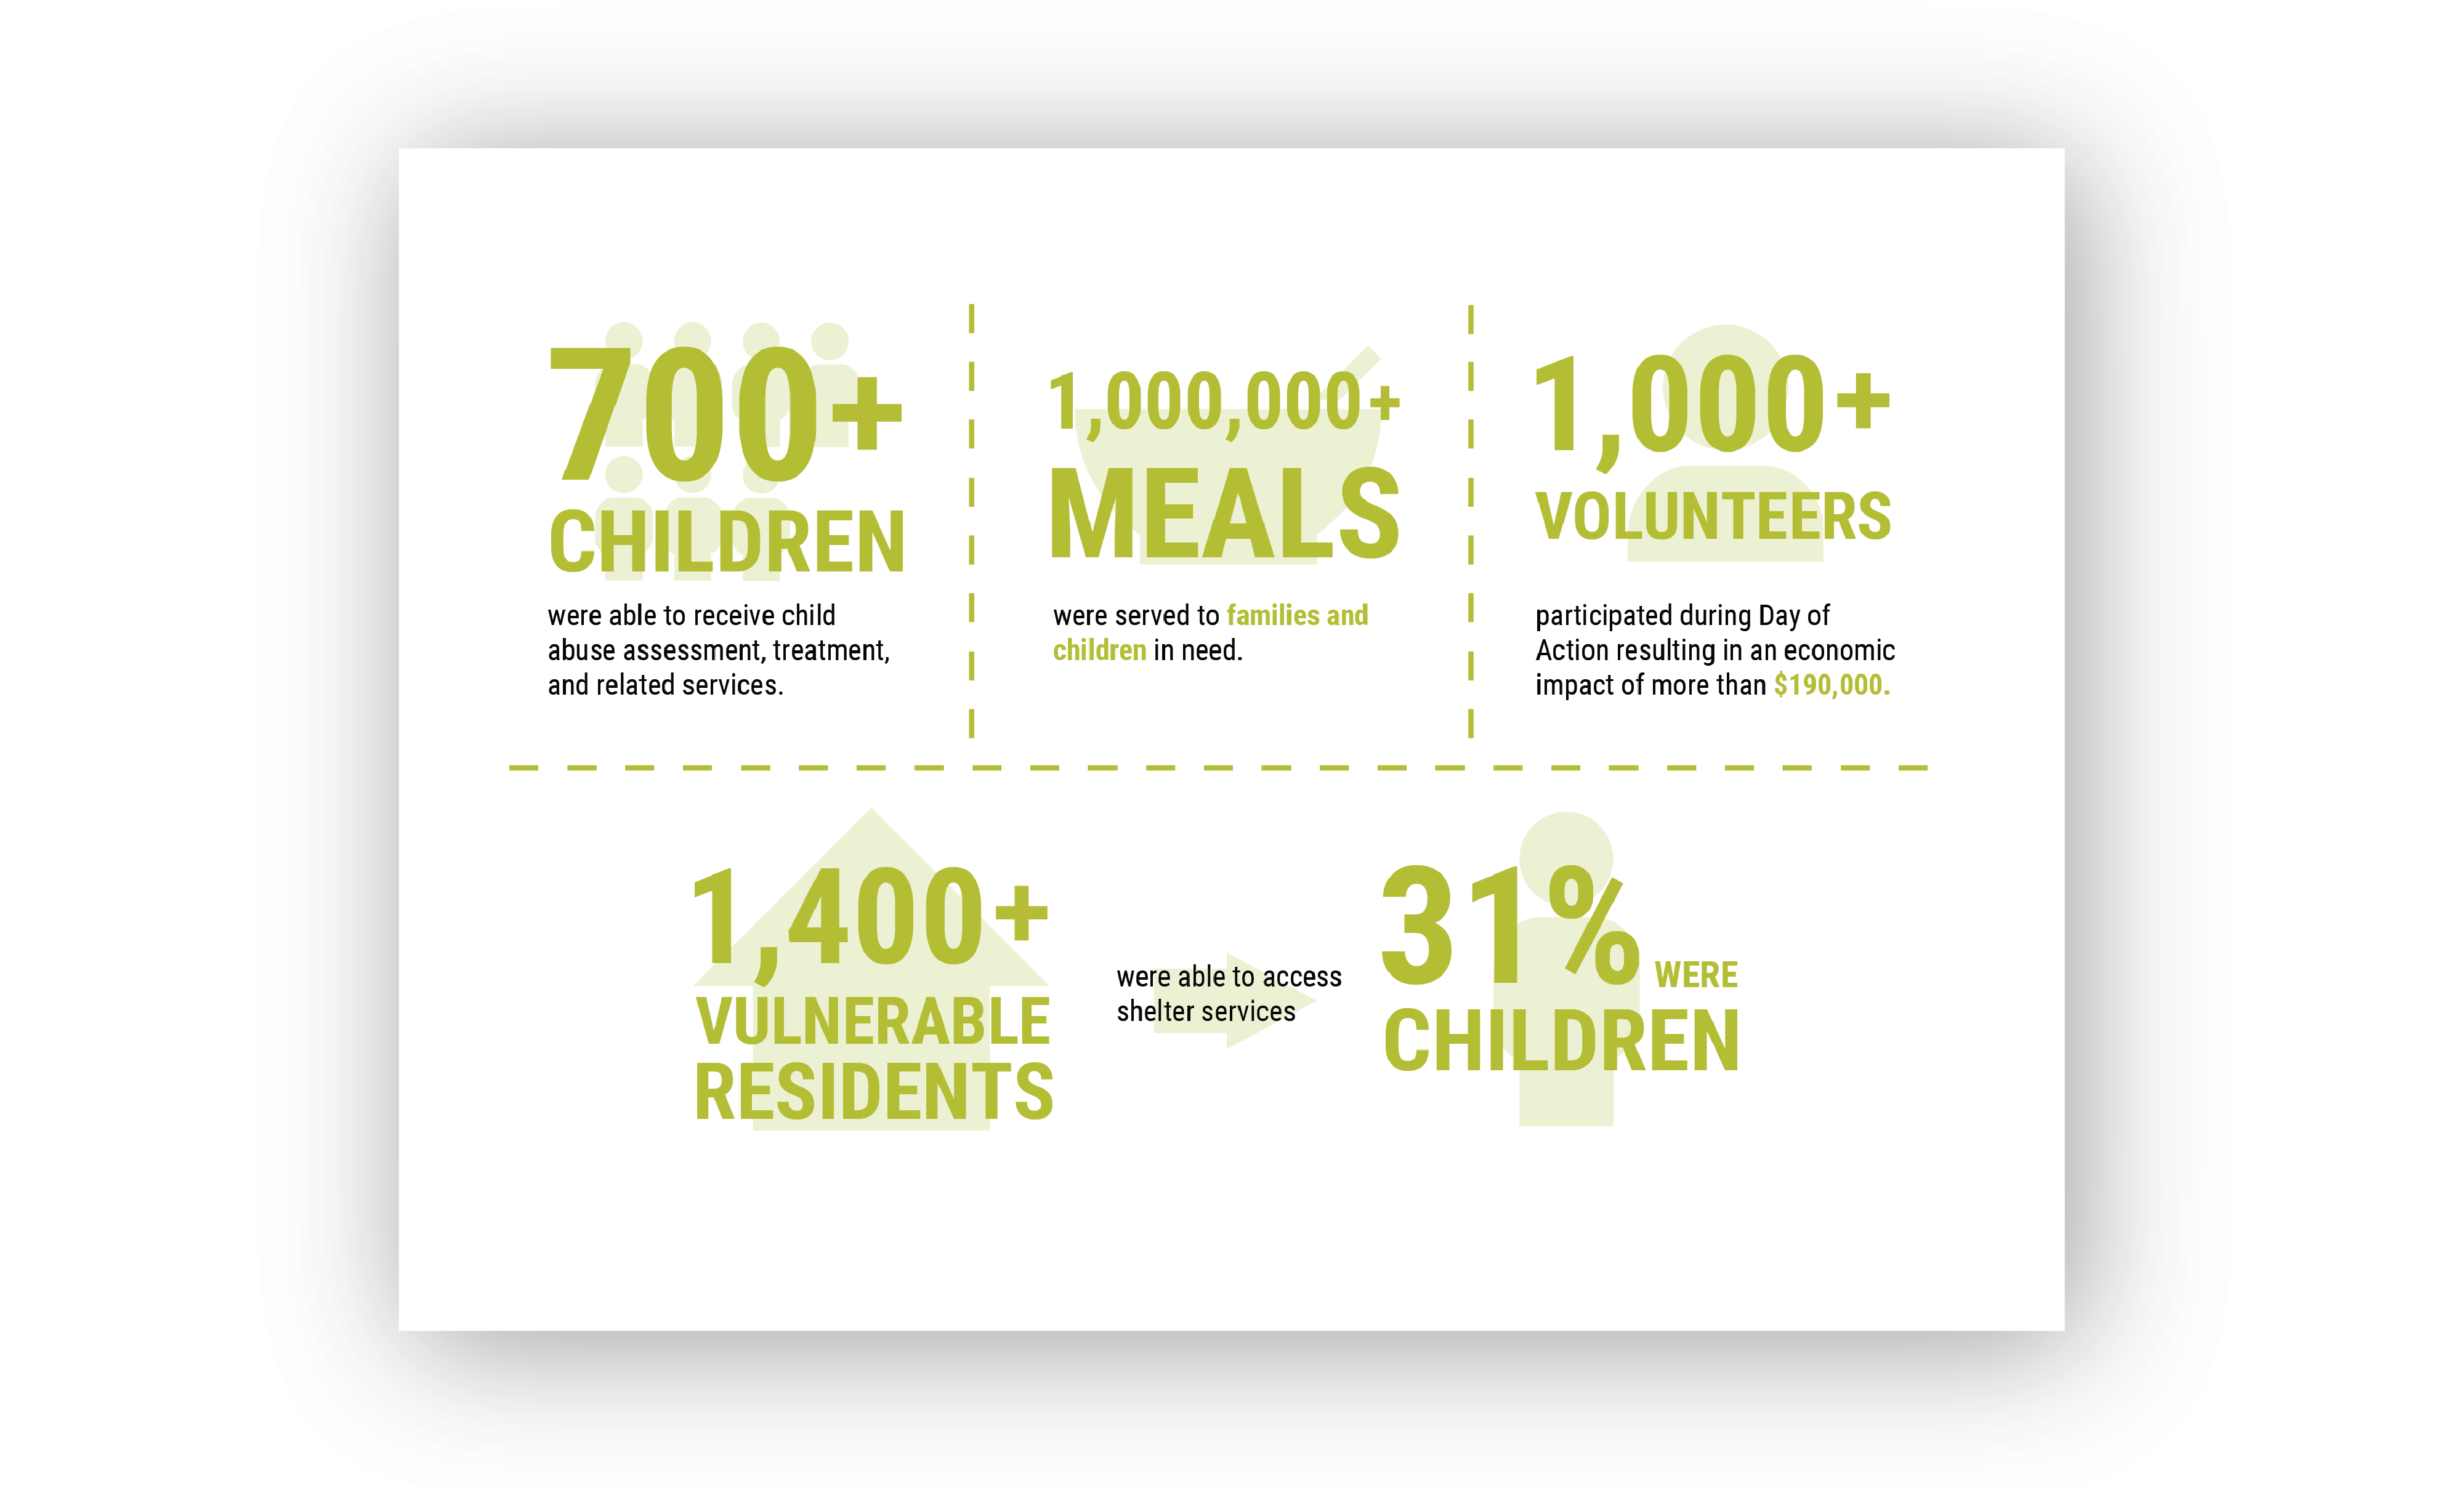 700+
CHILDREN
were able to receive child
abuse assessment, treatment,
and related services.
1,000,000+
MEALS
were served to families and
children in need.
1,000+
VOLUNTEERS
participated during Day of
Action resulting in an economic
impact of more than $190,000.
1,400+
VULNERABLE
RESIDENTS
were able to access
shelter services
31% WERE
CHILDREN